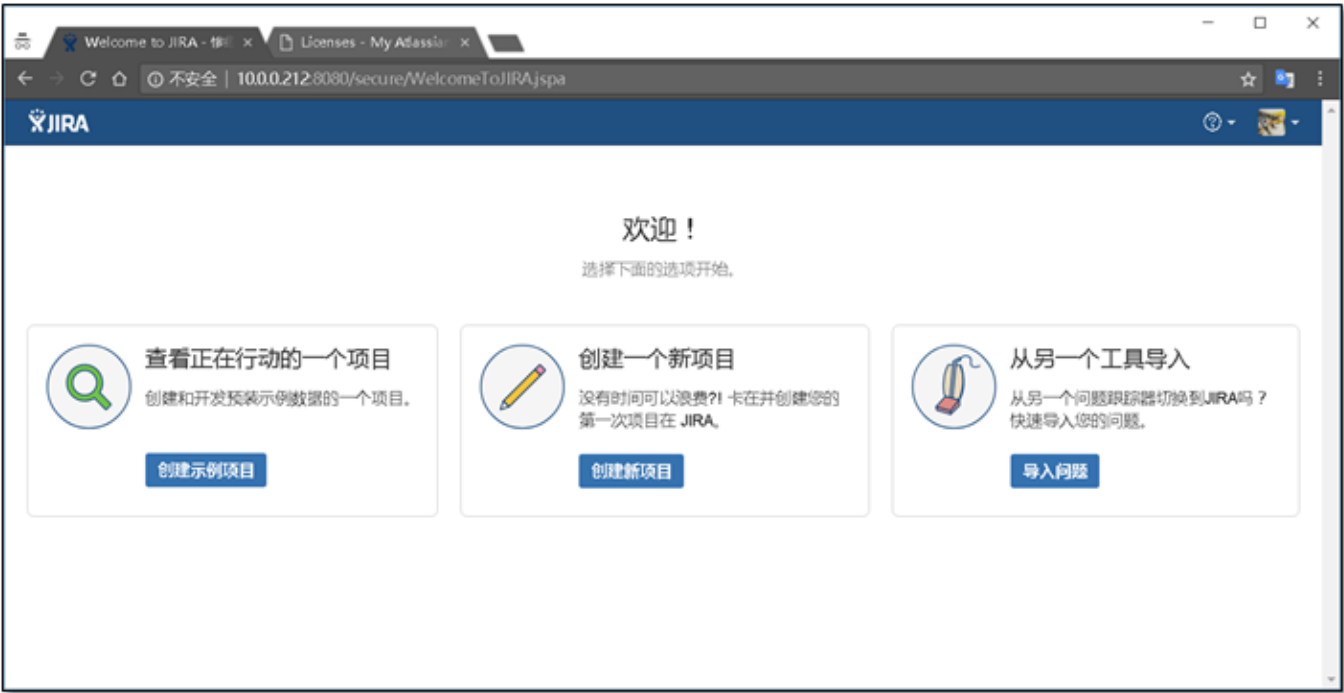 Welcome to JIRA -
Licenses - My Atlassian
不安全 | 10.0.0.212:8080/secure/WelcomeToJIRA.jspa
JIRA
欢迎！
选择下面的选项开始。
查看正在行动的一个项目
创建和开发预装示例数据的一个项目。
创建示例项目
创建一个新项目
没有时间可以浪费?! 卡在并创建您的
第一次项目在 JIRA。
创建新项目
从另一个工具导入
从另一个问题跟踪器切换到JIRA吗？
快速导入您的问题。
导入问题